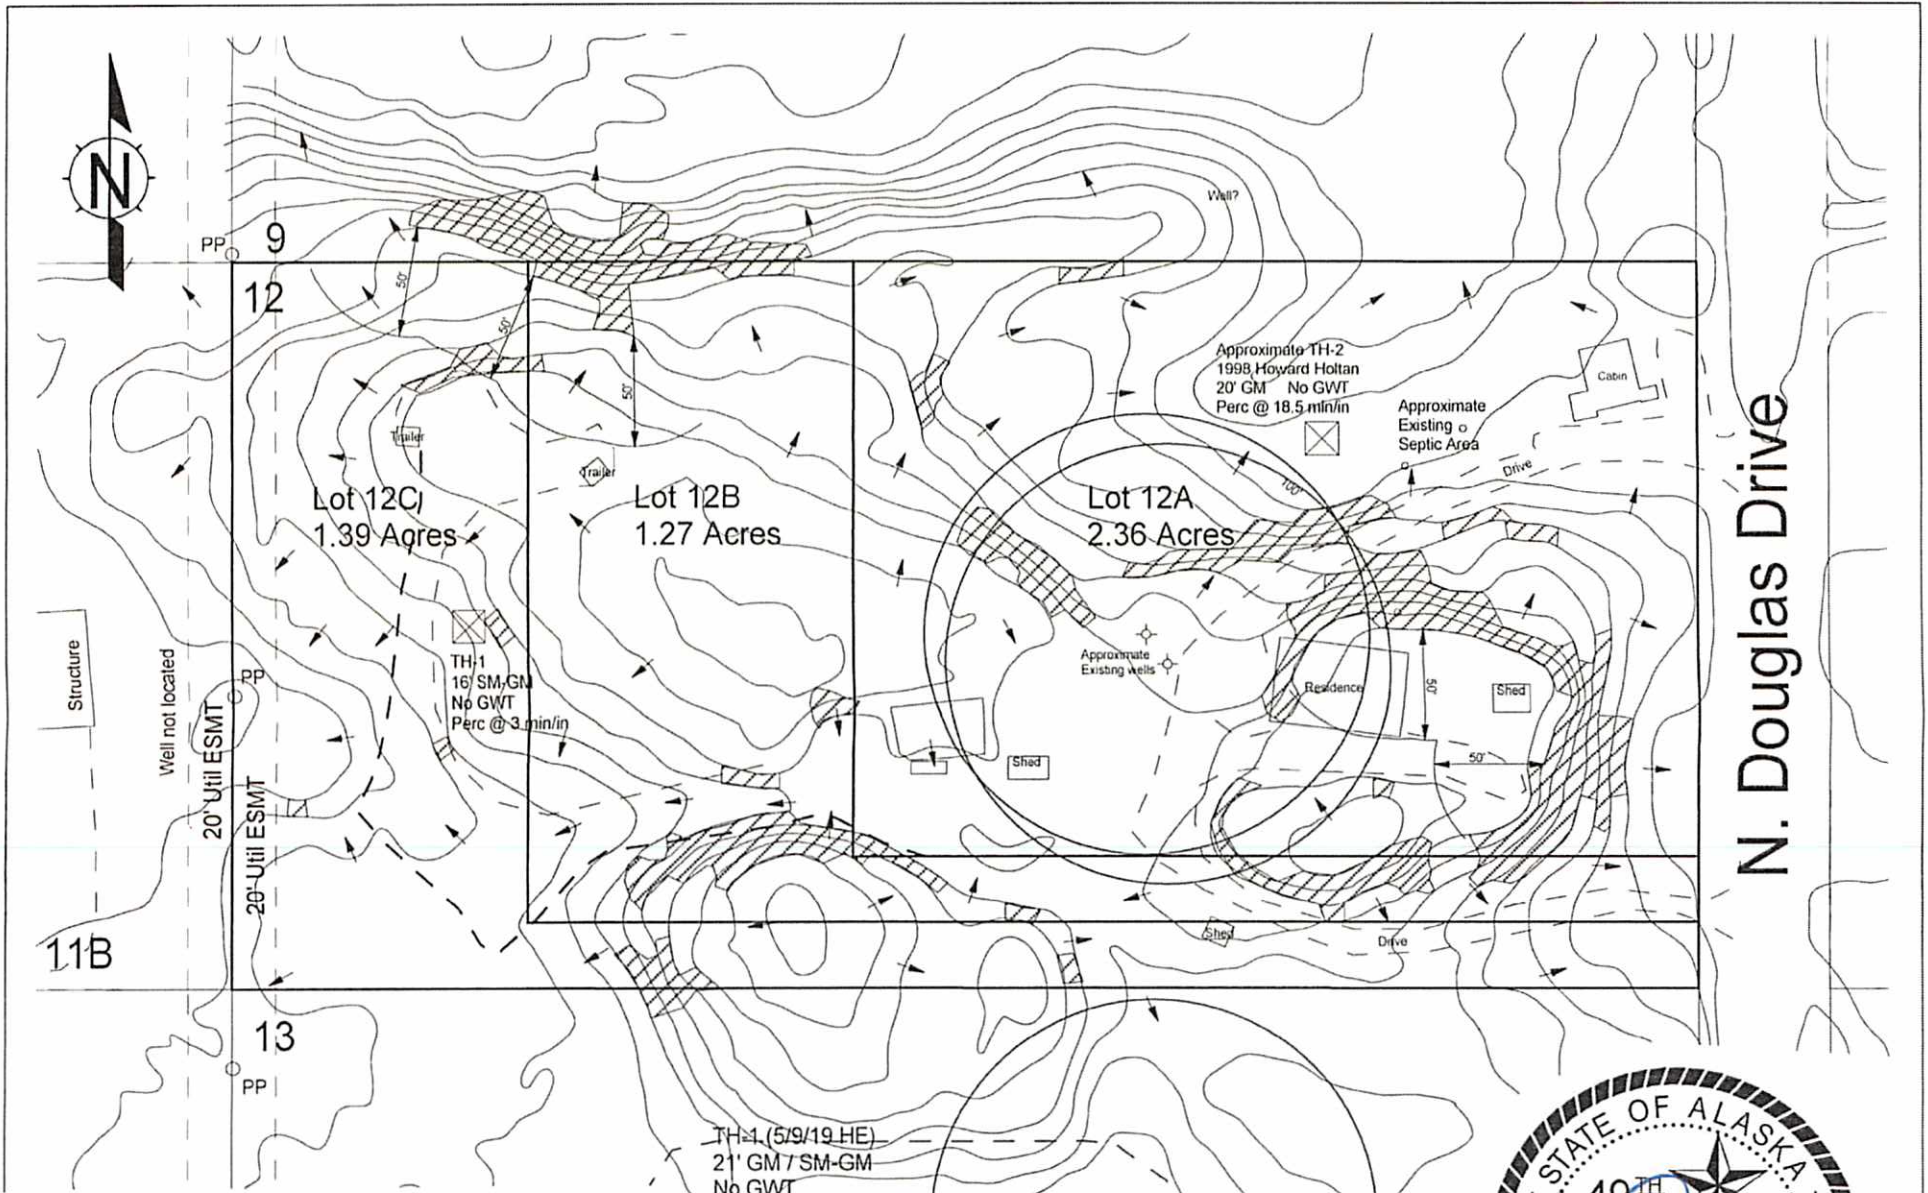 N
PP
9
12
Well?
50'
50'
50'
Approximate TH-2
1998 Howard Holtan
20' GM No GWT
Perc @ 18.5 min/in
Cabin
Approximate
Existing
Septic Area
Drive
Trailer
Trailer
Lot 12C
1.39 Acres
Lot 12B
1.27 Acres
Lot 12A
2.36 Acres
100'
N. Douglas Drive
Structure
Well not located
PP
20' Util ESMT
20' Util ESMT
TH-1
16' SM-GM
No GWT
Perc @ 3 min/in
Approximate
Existing wells
Residence
50'
Shed
50'
Shed
Shed
Drive
11B
13
PP
TH-1 (5/9/19 HE)
21' GM / SM-GM
No GWT
STATE OF ALASKA
49TH